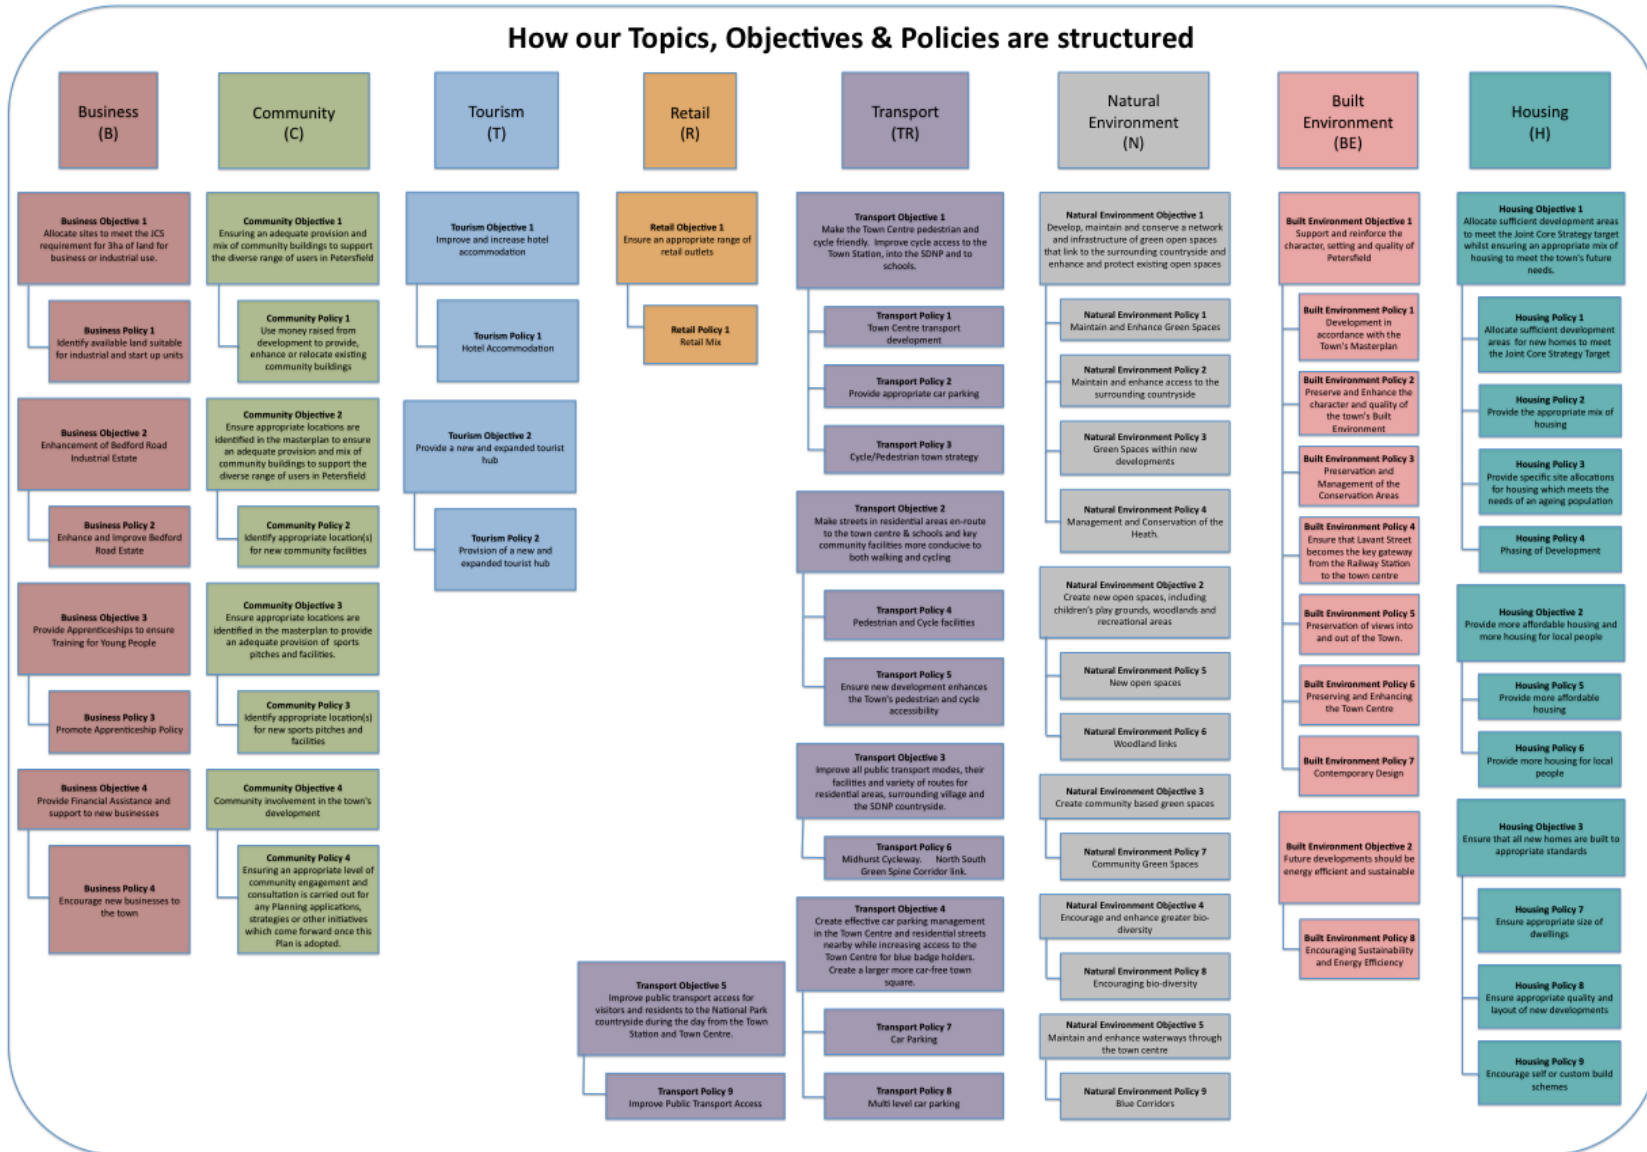 How our Topics, Objectives & Policies are structured
Business
(B)
Business Objective 1
Allocate sites to meet the JCS
requirement for 3ha of land for
business or industrial use.
Business Policy 1
Identify available land suitable
for industrial and start up units
Business Objective 2
Enhancement of Bedford Road
Industrial Estate
Business Policy 2
Enhance and Improve Bedford
Road Estate
Business Objective 3
Provide Apprenticeships to ensure
Training for Young People
Business Policy 3
Promote Apprenticeship Policy
Business Objective 4
Provide Financial Assistance and
support to new businesses
Business Policy 4
Encourage new businesses to
the town
Community
(C)
Community Objective 1
Ensuring an adequate provision and
mix of community buildings to support
the diverse range of users in Petersfield
Community Policy 1
Use money raised from
development to provide,
enhance or relocate existing
community buildings
Community Objective 2
Ensure appropriate locations are
identified in the masterplan to ensure
an adequate provision and mix of
community buildings to support the
diverse range of users in Petersfield
Community Policy 2
Identify appropriate location(s)
for new community facilities
Community Objective 3
Ensure appropriate locations are
identified in the masterplan to provide
an adequate provision of sports
pitches and facilities.
Community Policy 3
Identify appropriate location(s)
for new sports pitches and
facilities
Community Objective 4
Community involvement in the town's
development
Community Policy 4
Ensuring an appropriate level of
community engagement and
consultation is carried out for
any Planning applications,
strategies or other initiatives
which come forward once this
Plan is adopted.
Tourism
(T)
Tourism Objective 1
Improve and increase hotel
accommodation
Tourism Policy 1
Hotel Accommodation
Tourism Objective 2
Provide a new and expanded tourist
hub
Tourism Policy 2
Provision of a new and
expanded tourist hub
Retail
(R)
Retail Objective 1
Ensure an appropriate range of
retail outlets
Retail Policy 1
Retail Mix
Transport
(TR)
Transport Objective 1
Make the Town Centre pedestrian and
cycle friendly. Improve cycle access to the
Town Station, into the SDNP and to
schools.
Transport Policy 1
Town Centre transport
development
Transport Policy 2
Provide appropriate car parking
Transport Policy 3
Cycle/Pedestrian town strategy
Transport Objective 2
Make streets in residential areas en-route
to the town centre & schools and key
community facilities more conducive to
both walking and cycling
Transport Policy 4
Pedestrian and Cycle facilities
Transport Policy 5
Ensure new development enhances
the Town's pedestrian and cycle
accessibility
Transport Objective 3
Improve all public transport modes, their
facilities and variety of routes for
residential areas, surrounding village and
the SDNP countryside.
Transport Policy 6
Midhurst Cycleway. North South
Green Spine Corridor link.
Transport Objective 4
Create effective car parking management
in the Town Centre and residential streets
nearby while increasing access to the
Town Centre for blue badge holders.
Create a larger more car-free town
square.
Transport Policy 7
Car Parking
Transport Policy 8
Multi level car parking
Transport Objective 5
Improve public transport access for
visitors and residents to the National Park
countryside during the day from the Town
Station and Town Centre.
Transport Policy 9
Improve Public Transport Access
Natural
Environment
(N)
Natural Environment Objective 1
Develop, maintain and conserve a network
and infrastructure of green open spaces
that link to the surrounding countryside and
enhance and protect existing open spaces
Natural Environment Policy 1
Maintain and Enhance Green Spaces
Natural Environment Policy 2
Maintain and enhance access to the
surrounding countryside
Natural Environment Policy 3
Green Spaces within new
developments
Natural Environment Policy 4
Management and Conservation of the
Heath.
Natural Environment Objective 2
Create new open spaces, including
children's play grounds, woodlands and
recreational areas
Natural Environment Policy 5
New open spaces
Natural Environment Policy 6
Woodland links
Natural Environment Objective 3
Create community based green spaces
Natural Environment Policy 7
Community Green Spaces
Natural Environment Objective 4
Encourage and enhance greater bio-
diversity
Natural Environment Policy 8
Encouraging bio-diversity
Natural Environment Objective 5
Maintain and enhance waterways through
the town centre
Natural Environment Policy 9
Blue Corridors
Built
Environment
(BE)
Built Environment Objective 1
Support and reinforce the
character, setting and quality of
Petersfield
Built Environment Policy 1
Development in
accordance with the
Town's Masterplan
Built Environment Policy 2
Preserve and Enhance the
character and quality of
the town's Built
Environment
Built Environment Policy 3
Preservation and
Management of the
Conservation Areas
Built Environment Policy 4
Ensure that Lavant Street
becomes the key gateway
from the Railway Station
to the town centre
Built Environment Policy 5
Preservation of views into
and out of the Town.
Built Environment Policy 6
Preserving and Enhancing
the Town Centre
Built Environment Policy 7
Contemporary Design
Built Environment Objective 2
Future developments should be
energy efficient and sustainable
Built Environment Policy 8
Encouraging Sustainability
and Energy Efficiency
Housing
(H)
Housing Objective 1
Allocate sufficient development areas
to meet the Joint Core Strategy target
whilst ensuring an appropriate mix of
housing to meet the town's future
needs.
Housing Policy 1
Allocate sufficient development
areas for new homes to meet
the Joint Core Strategy Target
Housing Policy 2
Provide the appropriate mix of
housing
Housing Policy 3
Provide specific site allocations
for housing which meets the
needs of an ageing population
Housing Policy 4
Phasing of Development
Housing Objective 2
Provide more affordable housing and
more housing for local people
Housing Policy 5
Provide more affordable
housing
Housing Policy 6
Provide more housing for local
people
Housing Objective 3
Ensure that all new homes are built to
appropriate standards
Housing Policy 7
Ensure appropriate size of
dwellings
Housing Policy 8
Ensure appropriate quality and
layout of new developments
Housing Policy 9
Encourage self or custom build
schemes